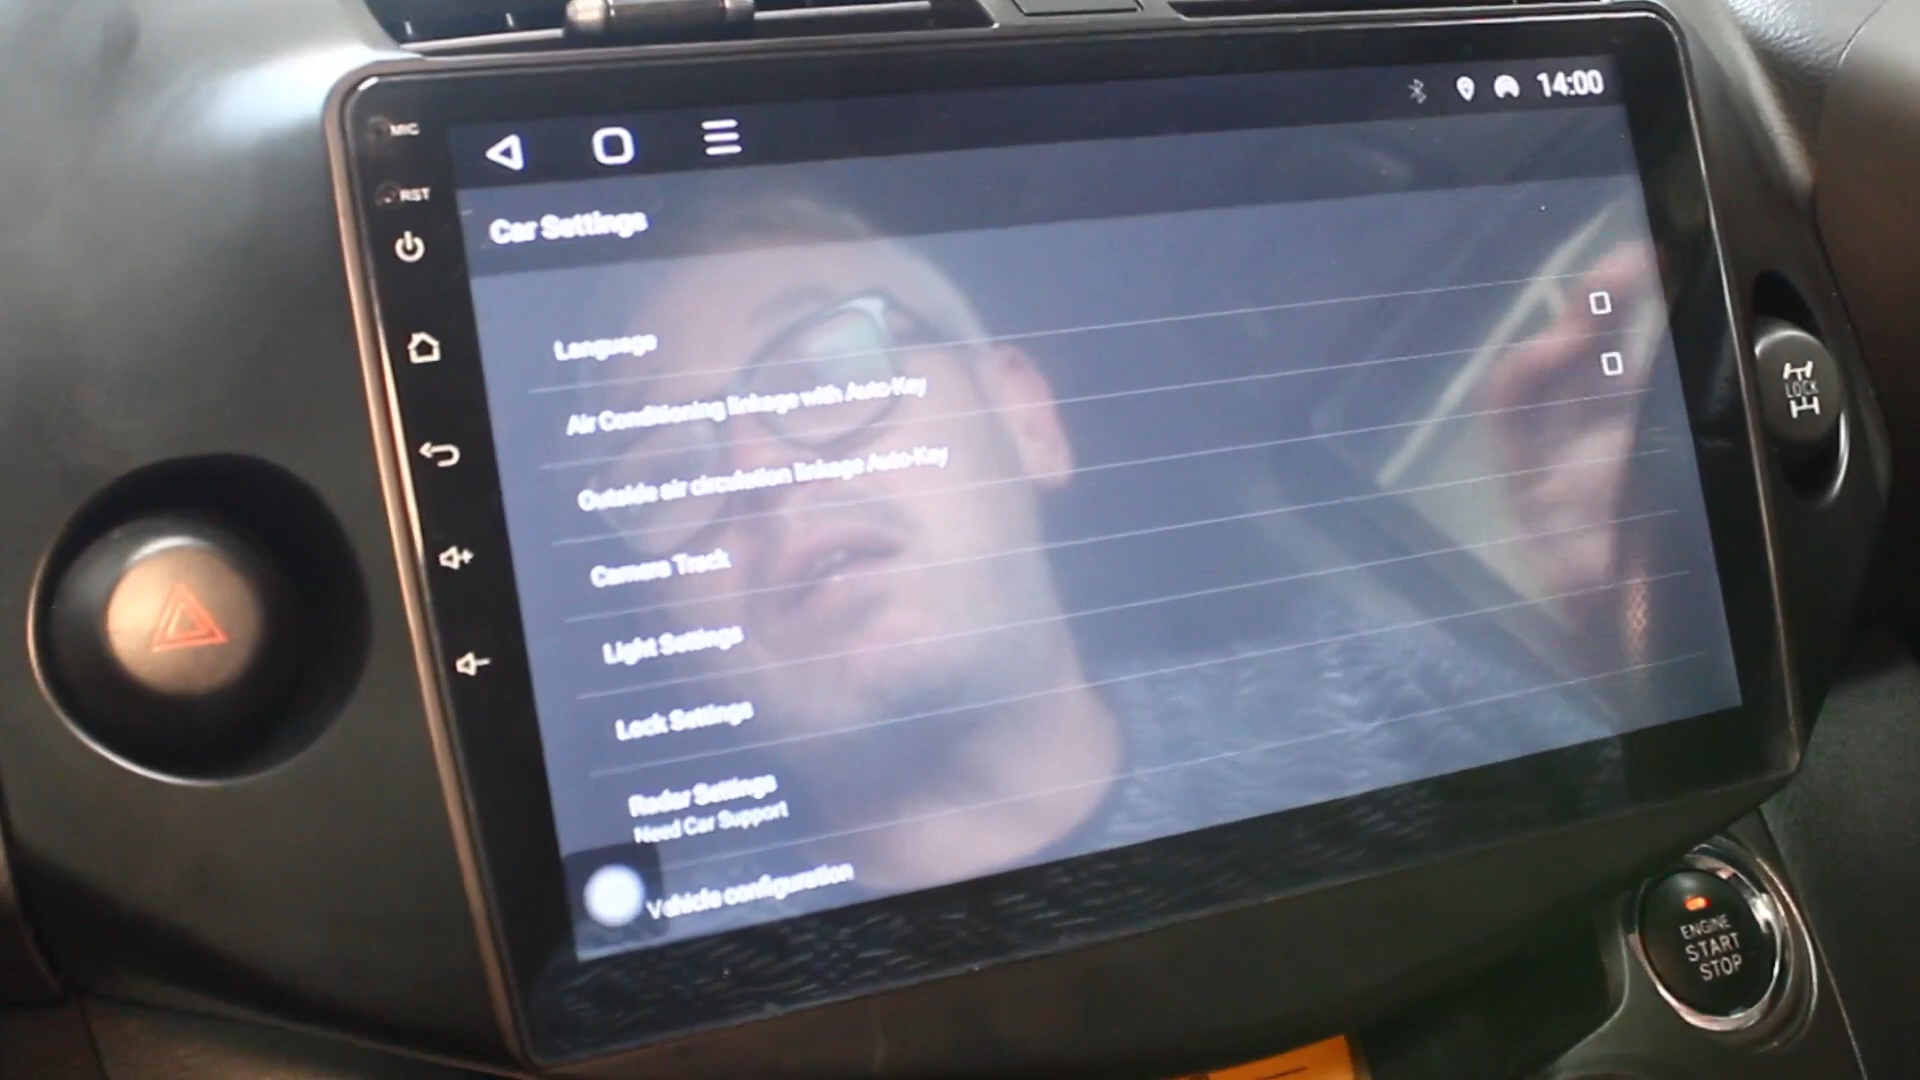 MIC
14:00
RST
Car Settings
Language
Air Conditioning linkage with Auto-Key
Outside air circulation linkage Auto-Key
Camera Track
Light Settings
Lock Settings
Radar Settings
Need Car Support
Vehicle configuration
LOCK
ENGINE
START
STOP